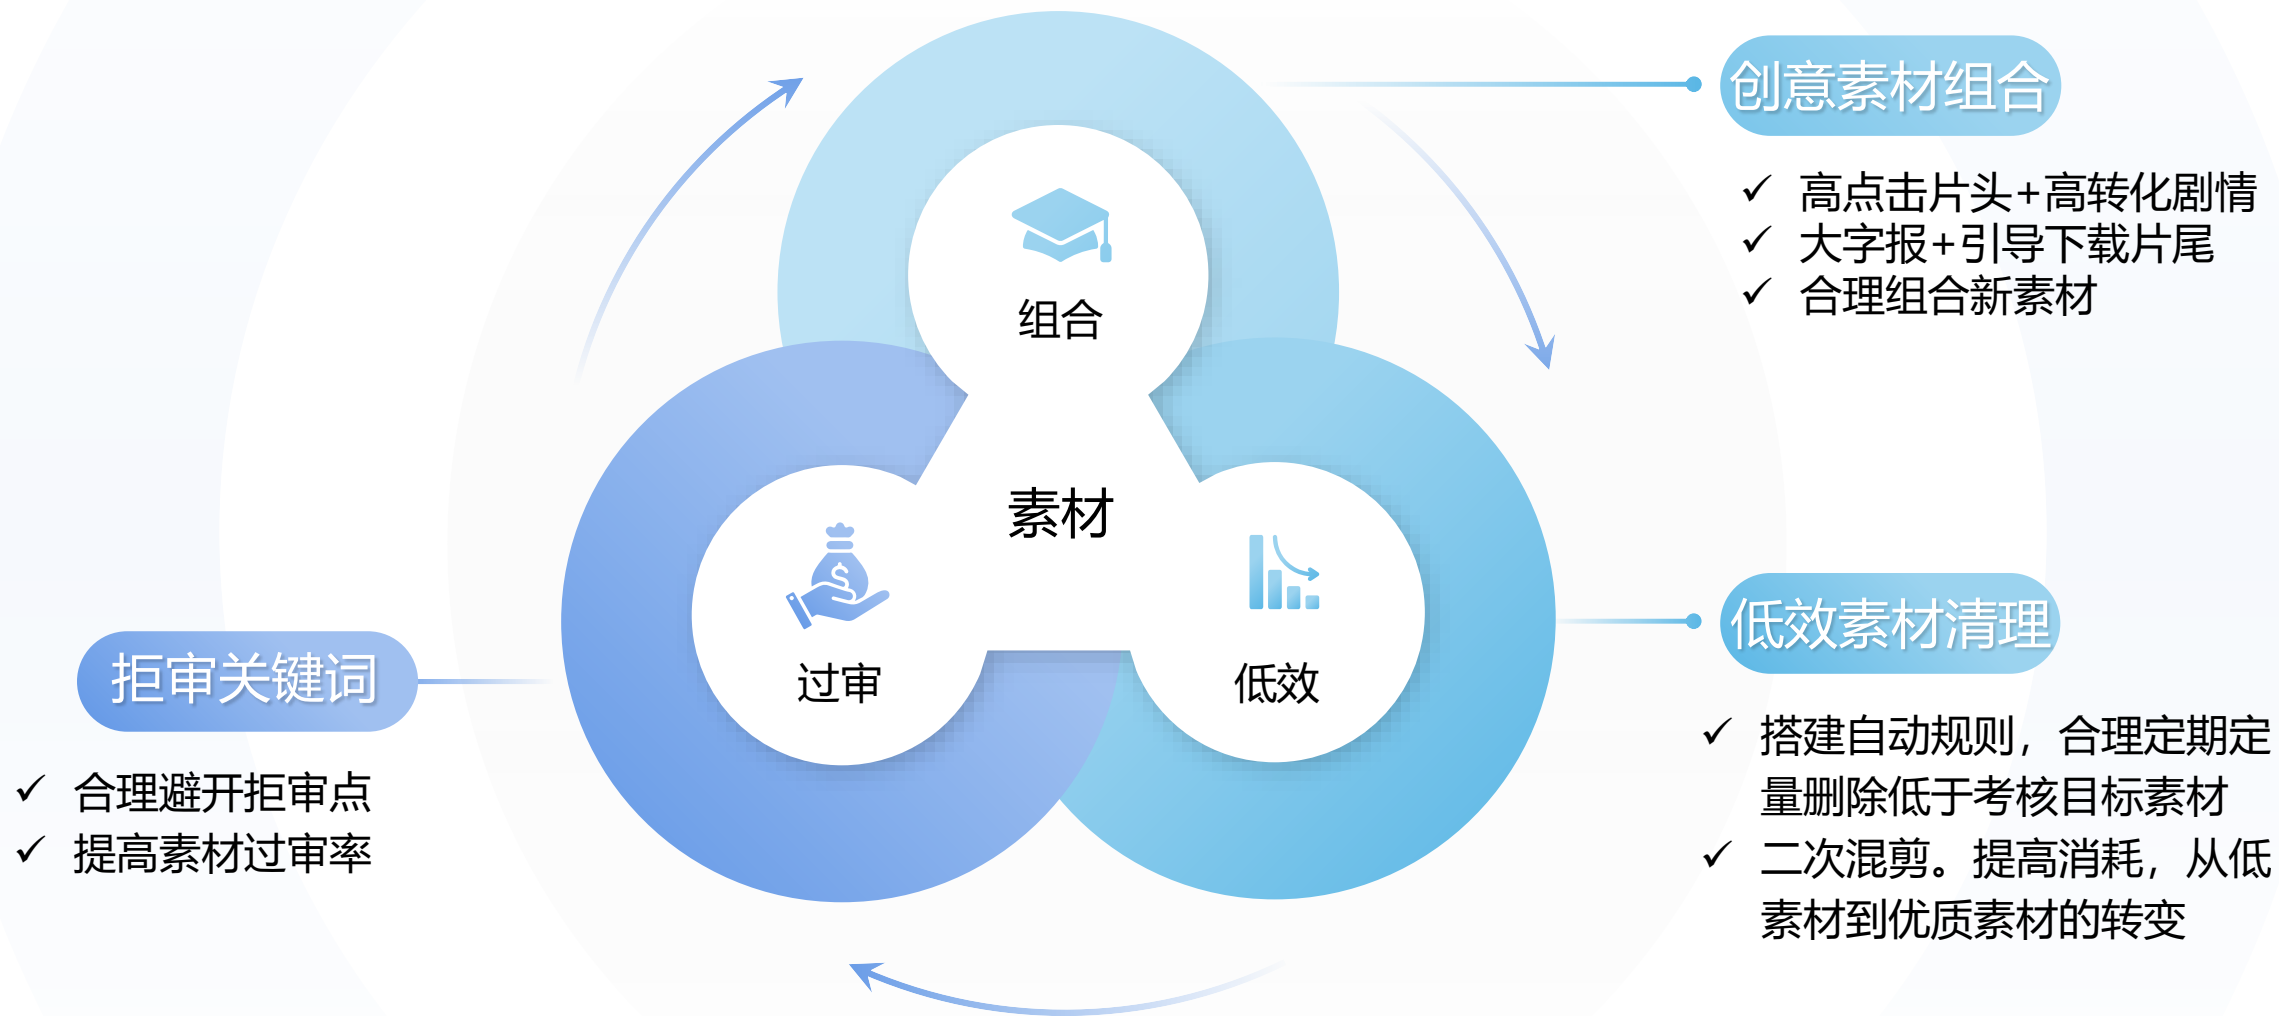 创意素材组合
高点击片头+高转化剧情
大字报+引导下载片尾
合理组合新素材
组合
素材
过审
低效
拒审关键词
合理避开拒审点
提高素材过审率
低效素材清理
搭建自动规则，合理定期定
量删除低于考核目标素材
二次混剪。提高消耗，从低
素材到优质素材的转变